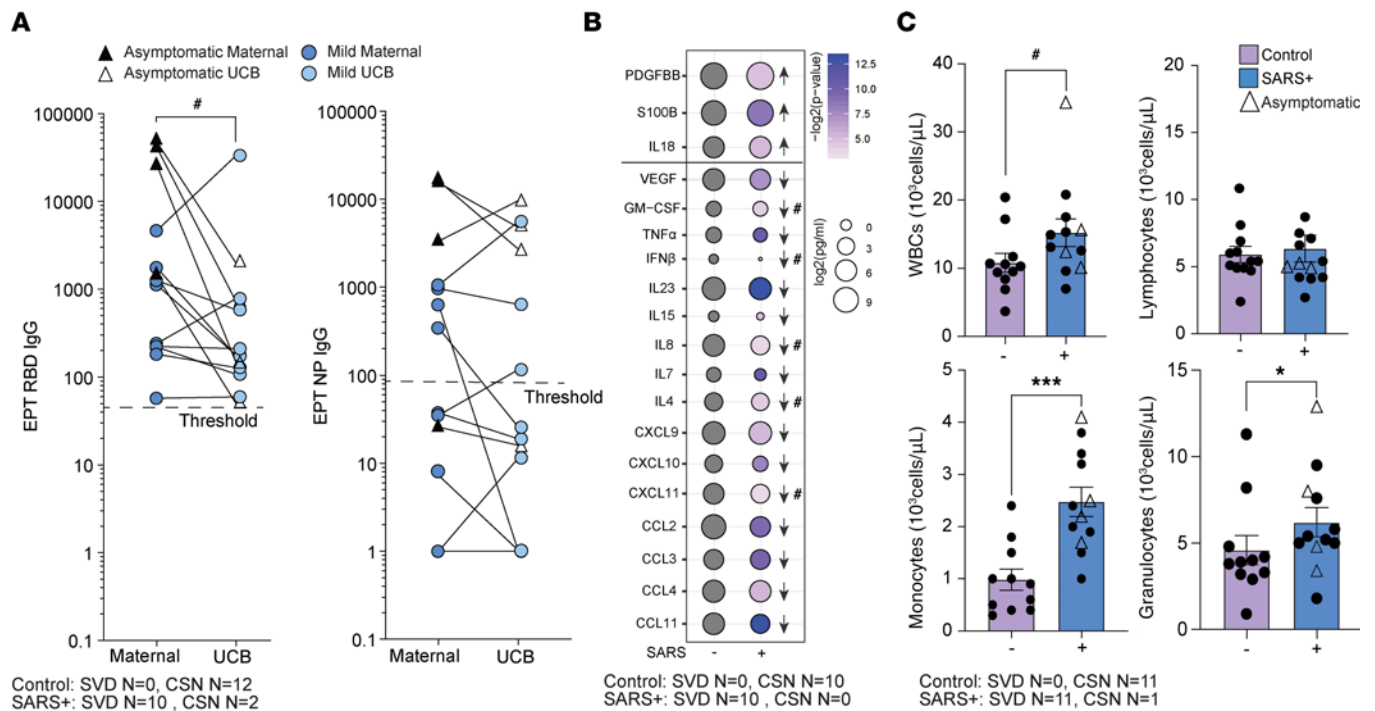 A
Asymptomatic Maternal
Mild Maternal
Asymptomatic UCB
Mild UCB
EPT RBD IgG
100000
10000
1000
100
10
1
0.1
#
Threshold
Maternal
UCB
EPT NP IgG
100000
10000
1000
100
10
1
0.1
Threshold
Maternal
UCB
Control: SVD N=0, CSN N=12
SARS+: SVD N=10 , CSN N=2
B
PDGFBB
S100B
IL18
VEGF
GM-CSF #
TNFα
IFNβ #
IL23
IL15
IL8 #
IL7
IL4 #
CXCL9
CXCL10
CXCL11 #
CCL2
CCL3
CCL4
CCL11
SARS - +
−log2(p−value)
12.5
10.0
7.5
5.0
log2(pg/ml)
0
3
6
9
Control: SVD N=0, CSN N=10
SARS+: SVD N=10 , CSN N=0
C
Control
SARS+
Asymptomatic
WBCs (10³cells/µL)
40
30
20
10
0
#
- +
Lymphocytes (10³cells/µL)
20
15
10
5
0
- +
Monocytes (10³cells/µL)
5
4
3
2
1
0
***
- +
Granulocytes (10³cells/µL)
15
10
5
0
*
- +
Control: SVD N=0, CSN N=11
SARS+: SVD N=11, CSN N=1